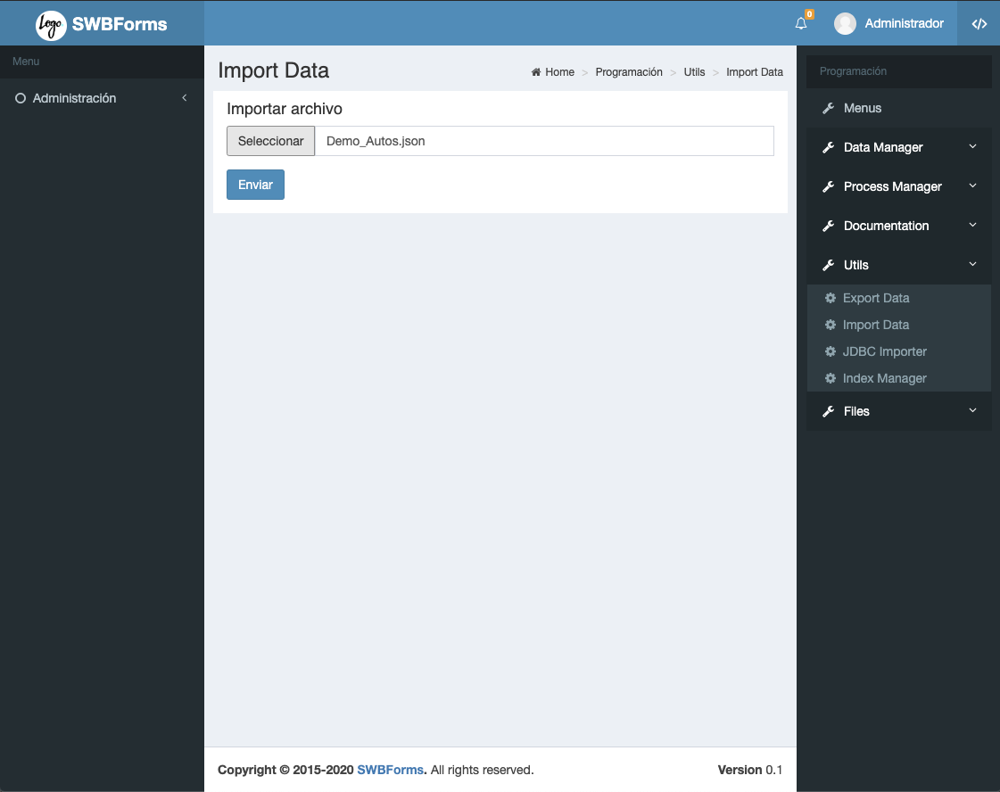 Logo SWBForms
0
Administrador
Menu
Administración
Import Data
Home > Programación > Utils > Import Data
Importar archivo
Seleccionar
Demo_Autos.json
Enviar
Programación
Menus
Data Manager
Process Manager
Documentation
Utils
Export Data
Import Data
JDBC Importer
Index Manager
Files
Copyright © 2015-2020 SWBForms. All rights reserved.
Version 0.1